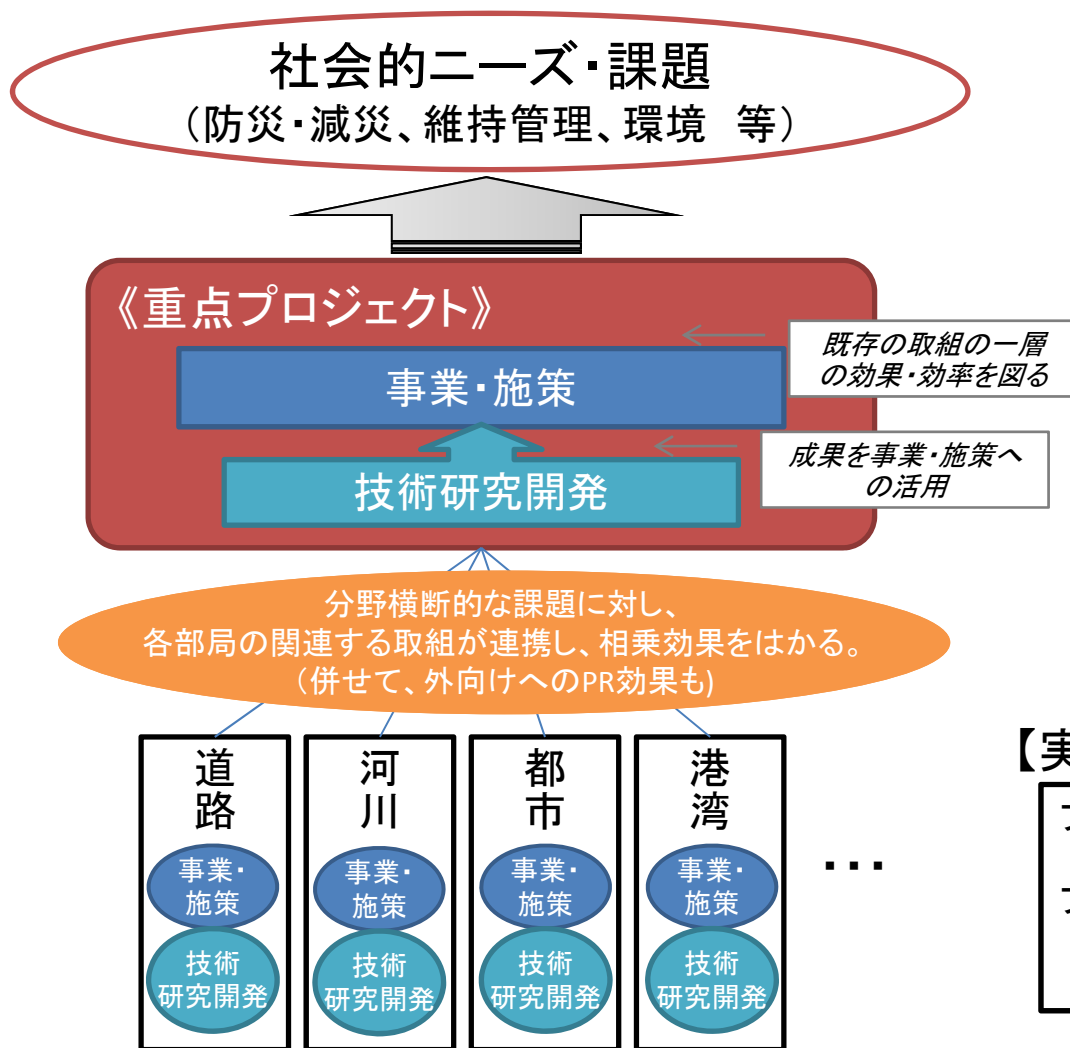 社会的ニーズ・課題
(防災・減災、維持管理、環境　等)
《重点プロジェクト》
事業・施策
既存の取組の一層
の効果・効率を図る
技術研究開発
成果を事業・施策へ
の活用
分野横断的な課題に対し、
各部局の関連する取組が連携し、相乗効果をはかる。
(併せて、外向けへのPR効果も)
道
路
事業・
施策
技術
研究開発
河
川
事業・
施策
技術
研究開発
都
市
事業・
施策
技術
研究開発
港
湾
事業・
施策
技術
研究開発
・・・
【実